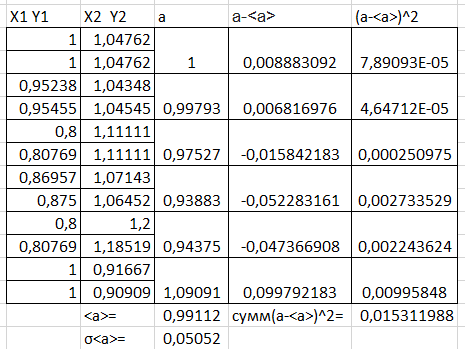 X1 Y1 X2 Y2 a a-<a> (a-<a>)^2
1 1,04762
1 1,04762 1 0,008883092 7,89093E-05
0,95238 1,04348
0,95455 1,04545 0,99793 0,006816976 4,64712E-05
0,8 1,11111
0,80769 1,11111 0,97527 -0,015842183 0,000250975
0,86957 1,07143
0,875 1,06452 0,93883 -0,052283161 0,002733529
0,8 1,2
0,80769 1,18519 0,94375 -0,047366908 0,002243624
1 0,91667
1 0,90909 1,09091 0,099792183 0,00995848
<a>= 0,99112 сумм(a-<a>)^2= 0,015311988
σ<a>= 0,05052